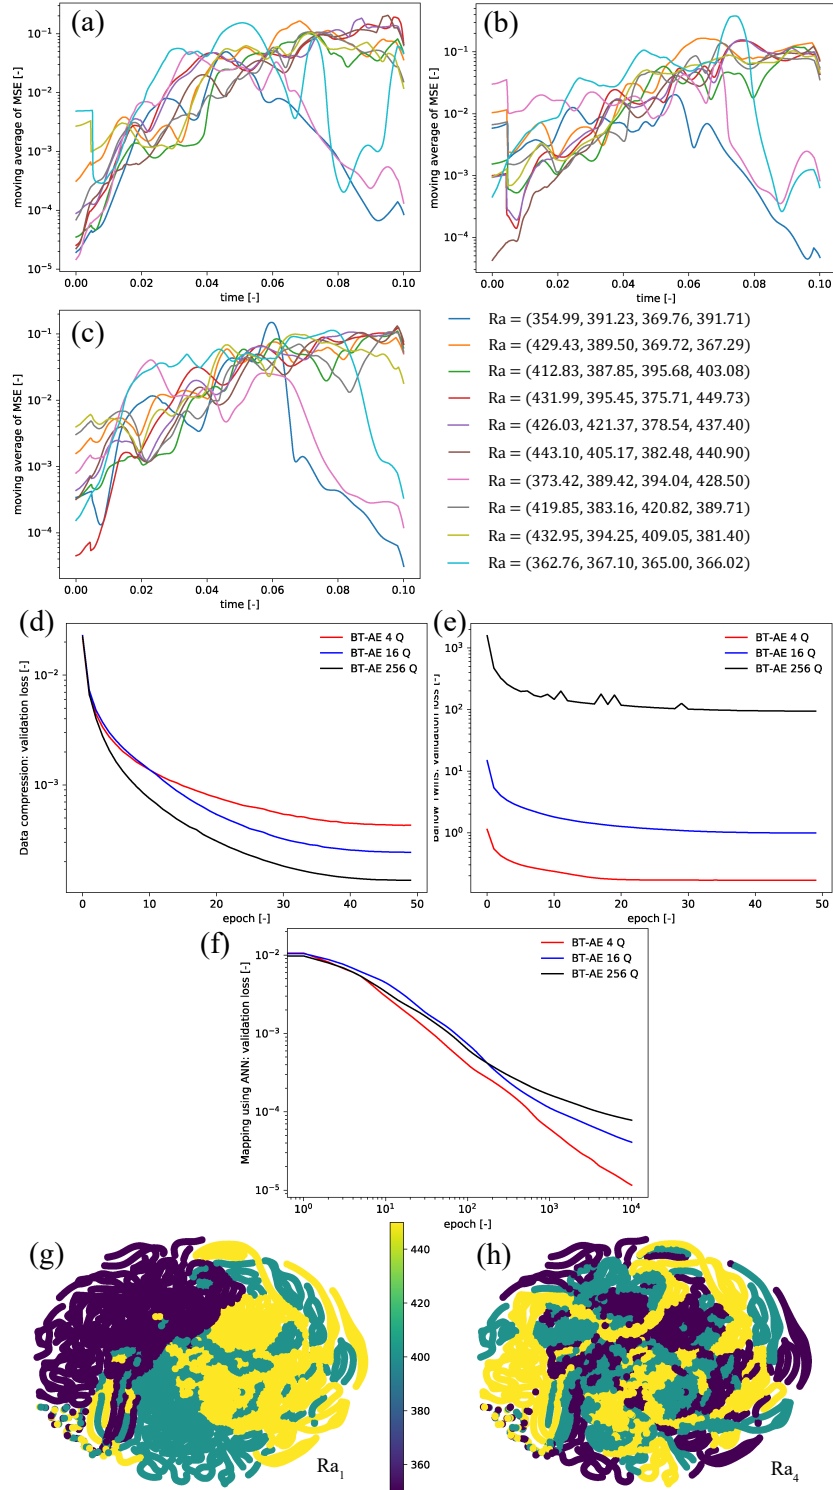 (a)
moving average of MSE [-]
10⁻¹
10⁻²
10⁻³
10⁻⁴
10⁻⁵
0.00 0.02 0.04 0.06 0.08 0.10
time [-]
(b)
moving average of MSE [-]
10⁻¹
10⁻²
10⁻³
10⁻⁴
0.00 0.02 0.04 0.06 0.08 0.10
time [-]
(c)
moving average of MSE [-]
10⁻¹
10⁻²
10⁻³
10⁻⁴
0.00 0.02 0.04 0.06 0.08 0.10
time [-]
Ra = (354.99, 391.23, 369.76, 391.71)
Ra = (429.43, 389.50, 369.72, 367.29)
Ra = (412.83, 387.85, 395.68, 403.08)
Ra = (431.99, 395.45, 375.71, 449.73)
Ra = (426.03, 421.37, 378.54, 437.40)
Ra = (443.10, 405.17, 382.48, 440.90)
Ra = (373.42, 389.42, 394.04, 428.50)
Ra = (419.85, 383.16, 420.82, 389.71)
Ra = (432.95, 394.25, 409.05, 381.40)
Ra = (362.76, 367.10, 365.00, 366.02)
(d)
Data compression: validation loss [-]
10⁻²
10⁻³
BT-AE 4 Q
BT-AE 16 Q
BT-AE 256 Q
0 10 20 30 40 50
epoch [-]
(e)
Barlow Twins: validation loss [-]
10³
10²
10¹
10⁰
BT-AE 4 Q
BT-AE 16 Q
BT-AE 256 Q
0 10 20 30 40 50
epoch [-]
(f)
Mapping using ANN: validation loss [-]
10⁻²
10⁻³
10⁻⁴
10⁻⁵
BT-AE 4 Q
BT-AE 16 Q
BT-AE 256 Q
10⁰ 10¹ 10² 10³ 10⁴
epoch [-]
(g)
Ra₁
440
420
400
380
360
(h)
Ra₄